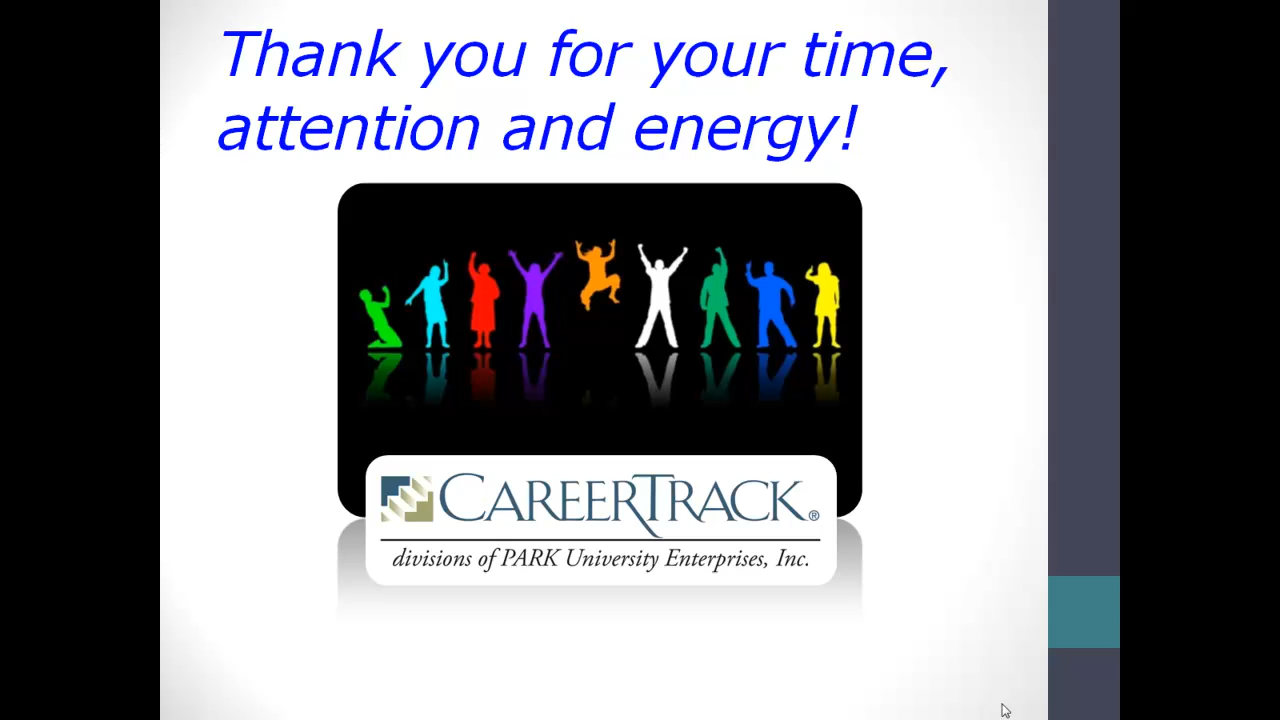 Thank you for your time,
attention and energy!
CAREERTRACK®
divisions of PARK University Enterprises, Inc.